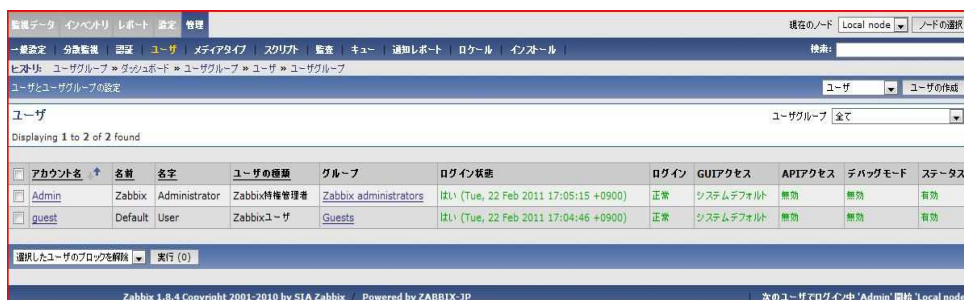 監視データ インベントリ レポート 設定 管理 現在のノード Local node ノードの選択
一般設定 | 分散監視 | 認証 | ユーザ | メディアタイプ | スクリプト | 監査 | キュー | 通知レポート | ロケール | インストール | 検索:
ヒストリ: ユーザグループ » ダッシュボード » ユーザグループ » ユーザ » ユーザグループ
ユーザとユーザグループの設定 ユーザ ユーザの作成
ユーザ ユーザグループ 全て
Displaying 1 to 2 of 2 found
アカウント名 名前 名字 ユーザの種類 グループ ログイン状態 ログイン GUIアクセス APIアクセス デバッグモード ステータス
Admin Zabbix Administrator Zabbix特権管理者 Zabbix administrators はい (Tue, 22 Feb 2011 17:05:15 +0900) 正常 システムデフォルト 無効 無効 有効
guest Default User Zabbixユーザ Guests はい (Tue, 22 Feb 2011 17:04:46 +0900) 正常 システムデフォルト 無効 無効 有効
選択したユーザのブロックを解除 実行 (0)
Zabbix 1.8.4 Copyright 2001-2010 by SIA Zabbix / Powered by ZABBIX-JP 次のユーザでログイン中 'Admin' 開始 'Local node